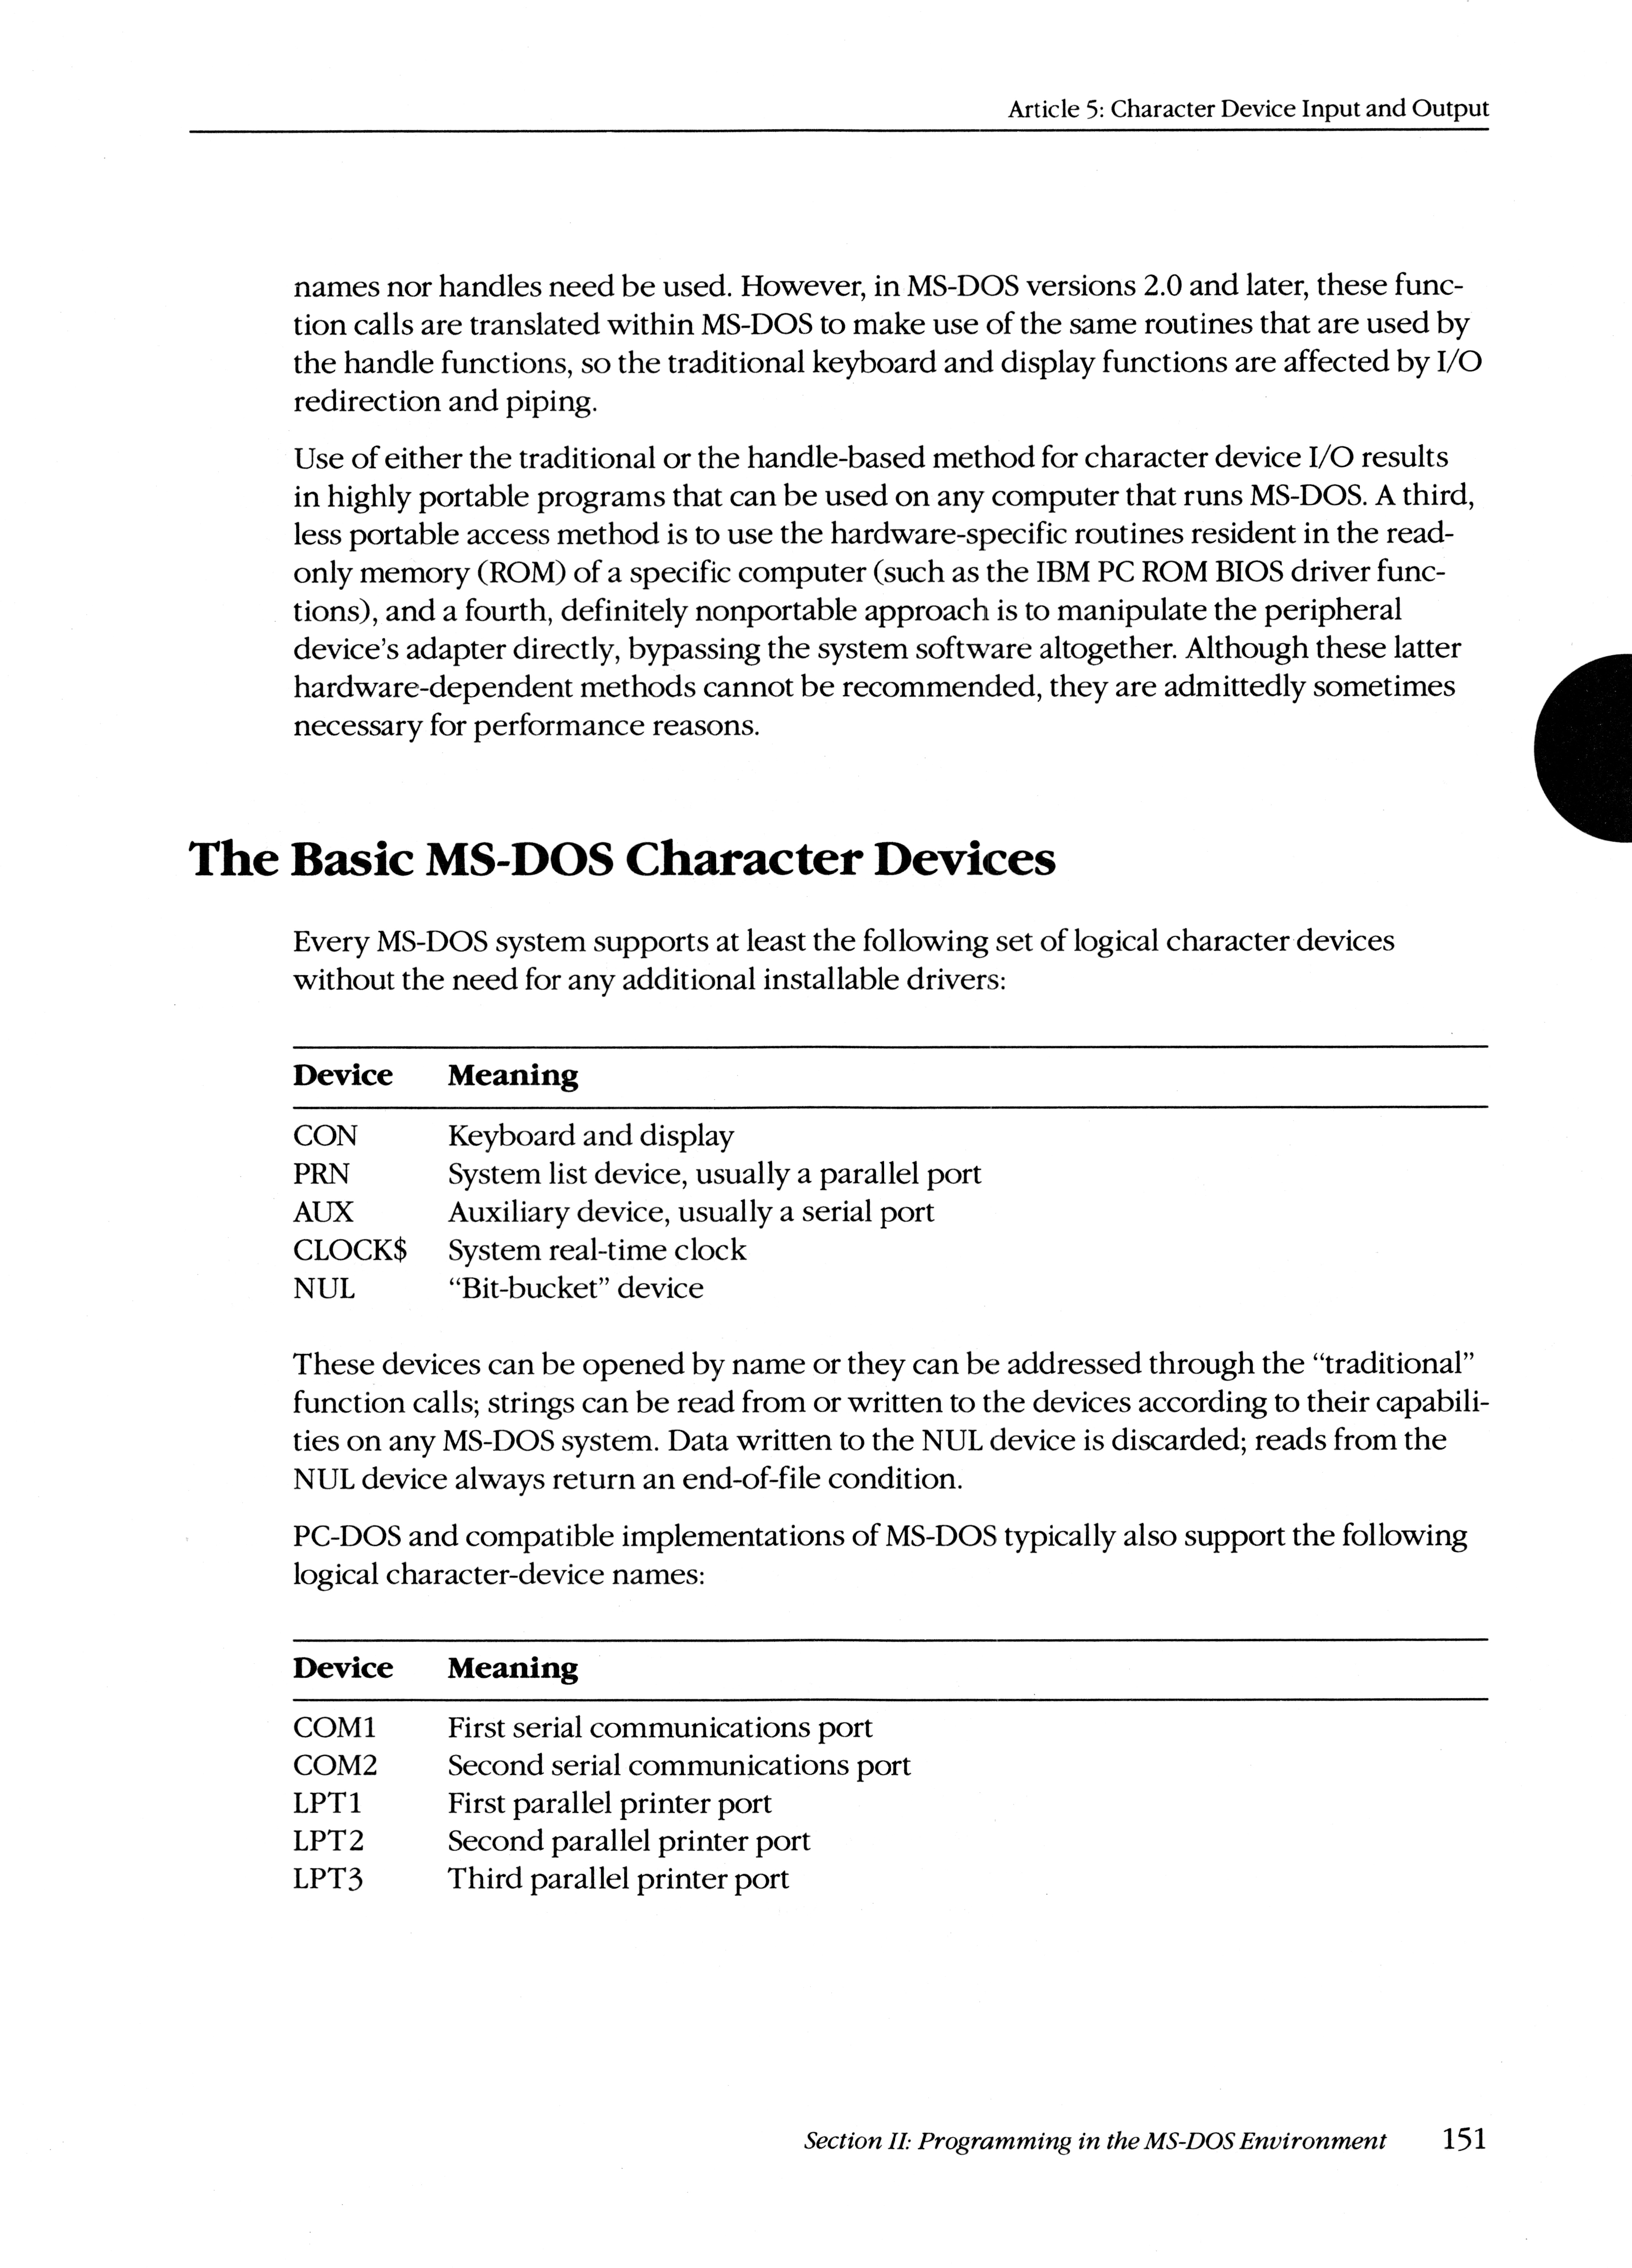 Article 5: Character Device Input and Output
names nor handles need be used. However, in MS-DOS versions 2.0 and later, these func-
tion calls are translated within MS-DOS to make use of the same routines that are used by
the handle functions, so the traditional keyboard and display functions are affected by I/O
redirection and piping.
Use of either the traditional or the handle-based method for character device I/O results
in highly portable programs that can be used on any computer that runs MS-DOS. A third,
less portable access method is to use the hardware-specific routines resident in the read-
only memory (ROM) of a specific computer (such as the IBM PC ROM BIOS driver func-
tions), and a fourth, definitely nonportable approach is to manipulate the peripheral
device's adapter directly, bypassing the system software altogether. Although these latter
hardware-dependent methods cannot be recommended, they are admittedly sometimes
necessary for performance reasons.
The Basic MS-DOS Character Devices
Every MS-DOS system supports at least the following set of logical character devices
without the need for any additional installable drivers:
Device Meaning
CON Keyboard and display
PRN System list device, usually a parallel port
AUX Auxiliary device, usually a serial port
CLOCK$ System real-time clock
NUL “Bit-bucket” device
These devices can be opened by name or they can be addressed through the “traditional”
function calls; strings can be read from or written to the devices according to their capabili-
ties on any MS-DOS system. Data written to the NUL device is discarded; reads from the
NUL device always return an end-of-file condition.
PC-DOS and compatible implementations of MS-DOS typically also support the following
logical character-device names:
Device Meaning
COM1 First serial communications port
COM2 Second serial communications port
LPT1 First parallel printer port
LPT2 Second parallel printer port
LPT3 Third parallel printer port
Section II: Programming in the MS-DOS Environment 151